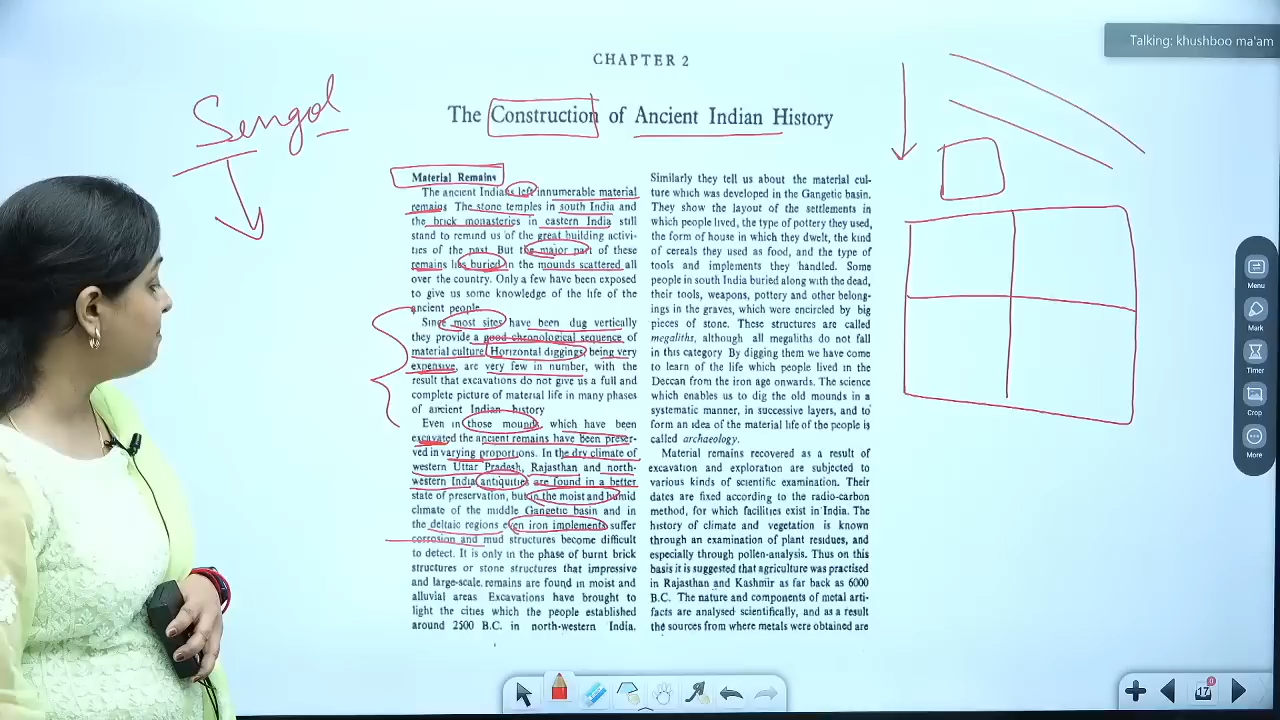 Talking: khushboo ma'am
CHAPTER 2
The Construction of Ancient Indian History
Sengol
Material Remains
The ancient Indians left innumerable material
remains The stone temples in south India and
the brick monasteries in eastern India still
stand to remind us of the great building activi-
ties of the past. But the major part of these
remains lies buried in the mounds scattered all
over the country. Only a few have been exposed
to give us some knowledge of the life of the
ancient people.
Since most sites have been dug vertically
they provide a good chronological sequence of
material culture Horizontal diggings, being very
expensive, are very few in number, with the
result that excavations do not give us a full and
complete picture of material life in many phases
of ancient Indian history
Even in those mounds, which have been
excavated the ancient remains have been preser-
ved in varying proportions. In the dry climate of
western Uttar Pradesh, Rajasthan and north-
western India antiquities are found in a better
state of preservation, but in the moist and humid
climate of the middle Gangetic basin and in
the deltaic regions even iron implements suffer
corrosion and mud structures become difficult
to detect. It is only in the phase of burnt brick
structures or stone structures that impressive
and large-scale, remains are found in moist and
alluvial areas Excavations have brought to
light the cities which the people established
around 2500 B.C. in north-western India.
Similarly they tell us about the material cul-
ture which was developed in the Gangetic basin.
They show the layout of the settlements in
which people lived, the type of pottery they used,
the form of house in which they dwelt, the kind
of cereals they used as food, and the type of
tools and implements they handled. Some
people in south India buried along with the dead,
their tools, weapons, pottery and other belong-
ings in the graves, which were encircled by big
pieces of stone. These structures are called
megaliths, although all megaliths do not fall
in this category By digging them we have come
to learn of the life which people lived in the
Deccan from the iron age onwards. The science
which enables us to dig the old mounds in a
systematic manner, in successive layers, and to
form an idea of the material life of the people is
called archaeology.
Material remains recovered as a result of
excavation and exploration are subjected to
various kinds of scientific examination. Their
dates are fixed according to the radio-carbon
method, for which facilities exist in India. The
history of climate and vegetation is known
through an examination of plant residues, and
especially through pollen-analysis. Thus on this
basis it is suggested that agriculture was practised
in Rajasthan and Kashmir as far back as 6000
B.C. The nature and components of metal arti-
facts are analysed scientifically, and as a result
the sources from where metals were obtained are
Menu
Mark
Timer
Crop
More
17